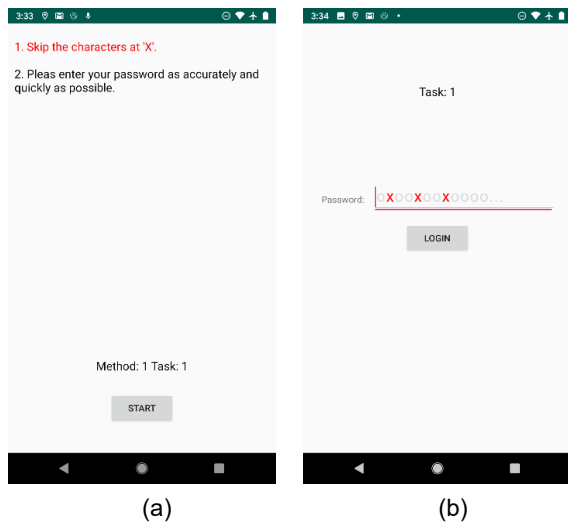 3:33
1. Skip the characters at 'X'.
2. Pleas enter your password as accurately and
quickly as possible.
Method: 1 Task: 1
START
(a)
3:34
Task: 1
Password: OXOOXOOXOOOO...
LOGIN
(b)